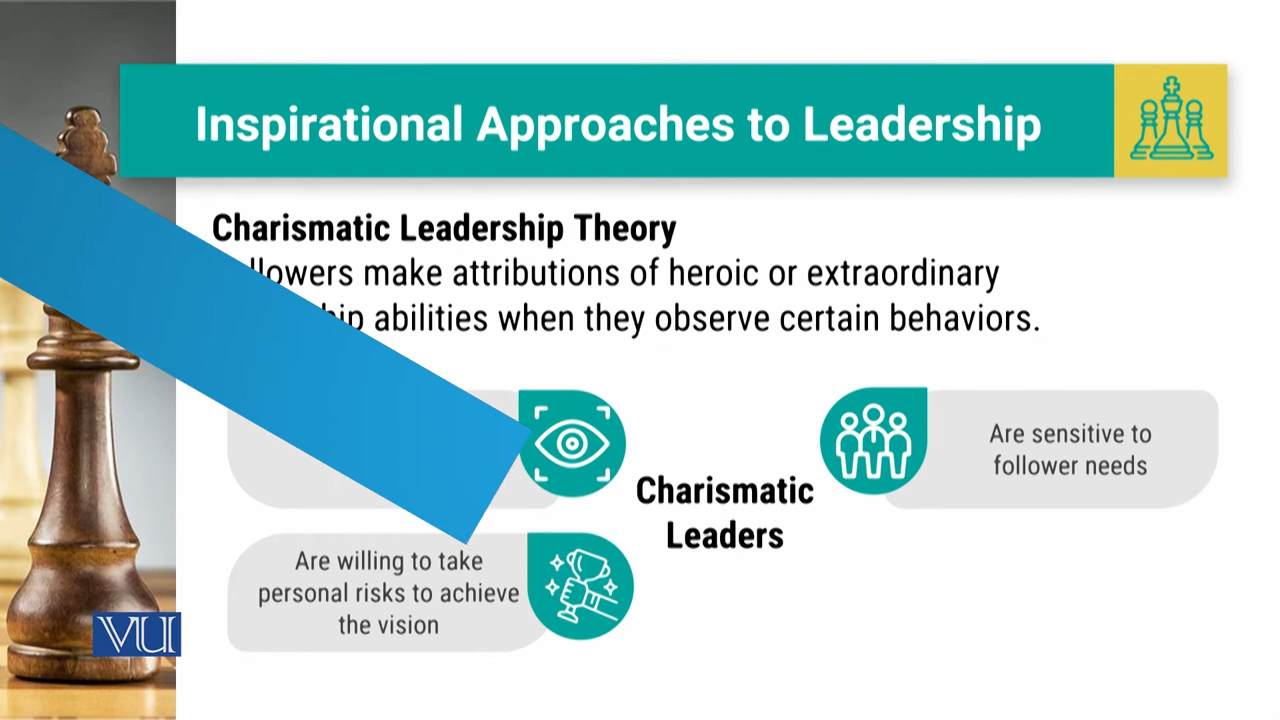 Inspirational Approaches to Leadership
Charismatic Leadership Theory
make attributions of heroic or extraordinary
abilities when they observe certain behaviors.
Are sensitive to
follower needs
Charismatic
Leaders
Are willing to take
personal risks to achieve
the vision
VU